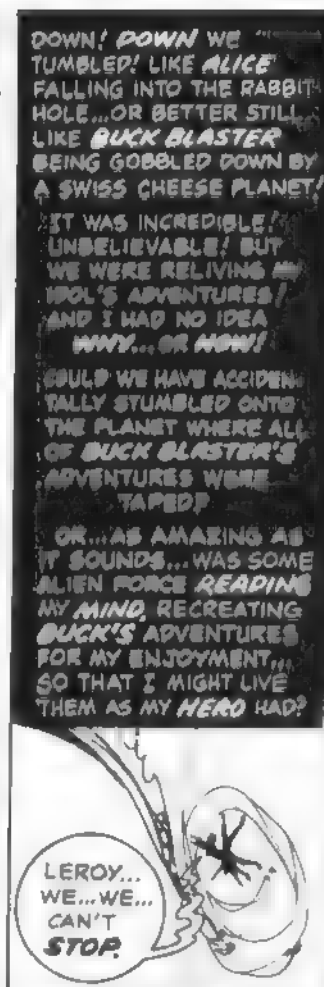 DOWN! DOWN WE
TUMBLED! LIKE ALICE
FALLING INTO THE RABBIT
HOLE...OR BETTER STILL
LIKE BUCK BLASTER
BEING GOBBLED DOWN BY
A SWISS CHEESE PLANET!
IT WAS INCREDIBLE!
UNBELIEVABLE! BUT
WE WERE RELIVING MY
IDOL'S ADVENTURES!
AND I HAD NO IDEA
WHY...OR HOW!
COULD WE HAVE ACCIDEN-
TALLY STUMBLED ONTO
THE PLANET WHERE ALL
OF BUCK BLASTER'S
ADVENTURES WERE
TAPED?
OR...AS AMAZING AS
IT SOUNDS...WAS SOME
ALIEN FORCE READING
MY MIND, RECREATING
BUCK'S ADVENTURES
FOR MY ENJOYMENT...
SO THAT I MIGHT LIVE
THEM AS MY HERO HAD?
LEROY...
WE...WE...
CAN'T
STOP.